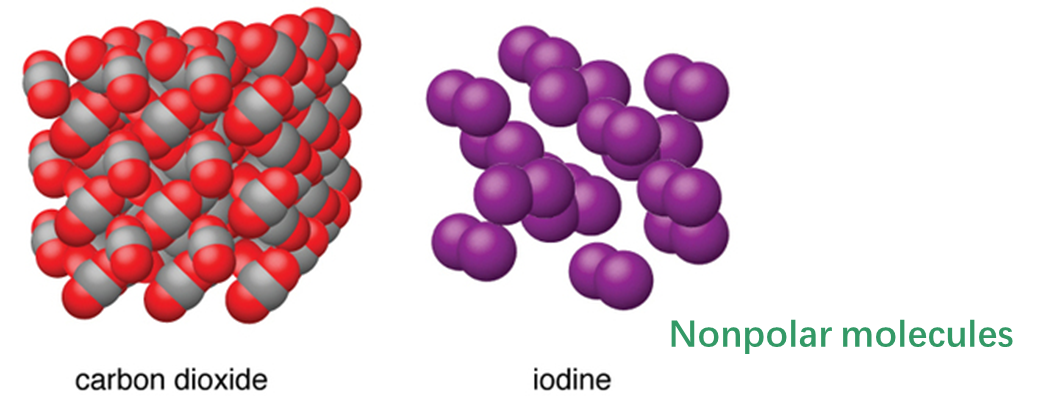 Nonpolar molecules
carbon dioxide
iodine